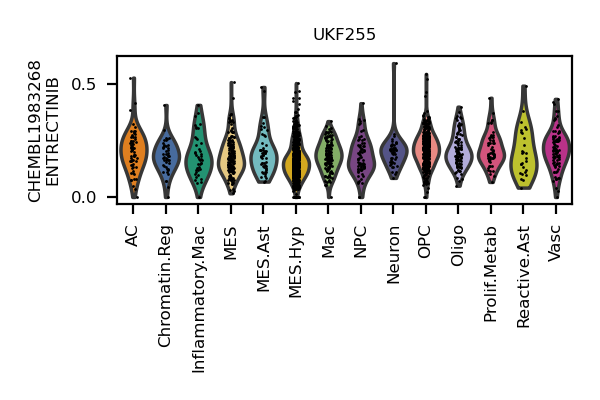 UKF255
CHEMBL1983268
ENTRECTINIB
0.5
0.0
AC
Chromatin.Reg
Inflammatory.Mac
MES
MES.Ast
MES.Hyp
Mac
NPC
Neuron
OPC
Oligo
Prolif.Metab
Reactive.Ast
Vasc